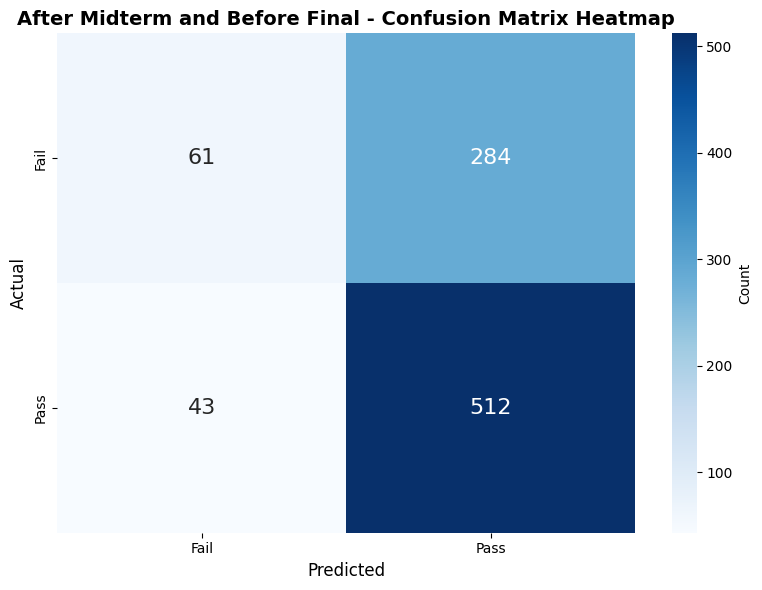 After Midterm and Before Final - Confusion Matrix Heatmap
Actual
Fail
61 284
Pass
43 512
Fail Pass
Predicted
500
400
300
200
100
Count